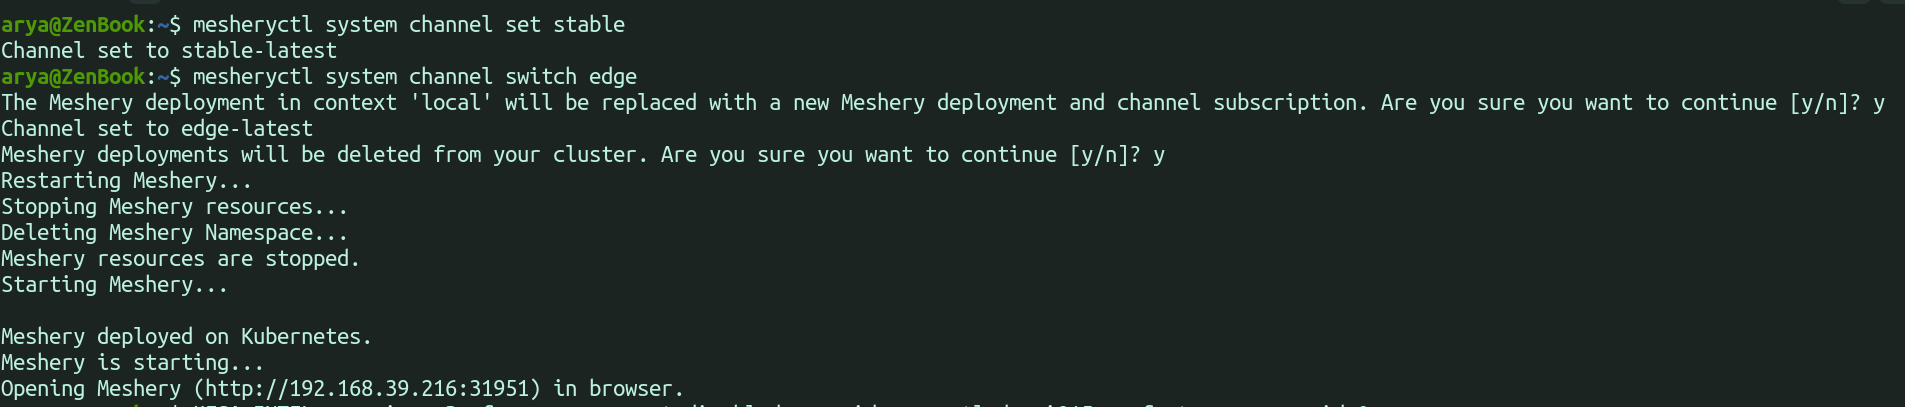 arya@ZenBook:~$ mesheryctl system channel set stable
Channel set to stable-latest
arya@ZenBook:~$ mesheryctl system channel switch edge
The Meshery deployment in context 'local' will be replaced with a new Meshery deployment and channel subscription. Are you sure you want to continue [y/n]? y
Channel set to edge-latest
Meshery deployments will be deleted from your cluster. Are you sure you want to continue [y/n]? y
Restarting Meshery...
Stopping Meshery resources...
Deleting Meshery Namespace...
Meshery resources are stopped.
Starting Meshery...
Meshery deployed on Kubernetes.
Meshery is starting...
Opening Meshery (http://192.168.39.216:31951) in browser.